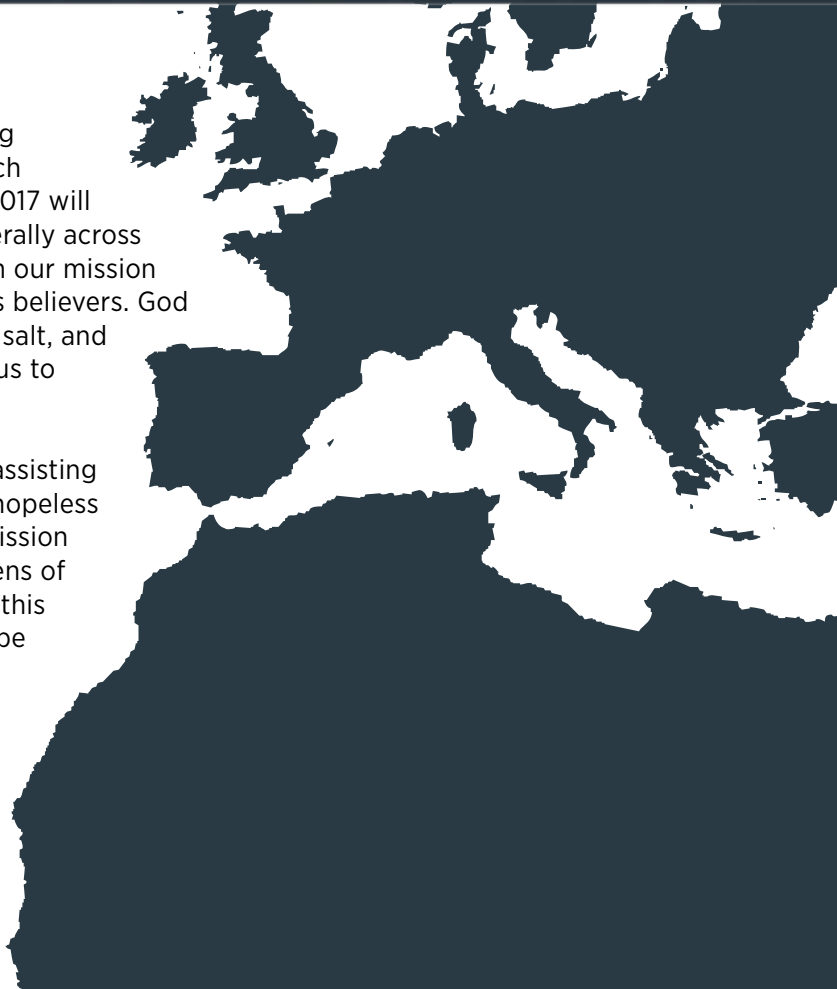 g
ch
017 will
erally across
n our mission
s believers. God
salt, and
us to
assisting
hopeless
ission
ens of
this
be